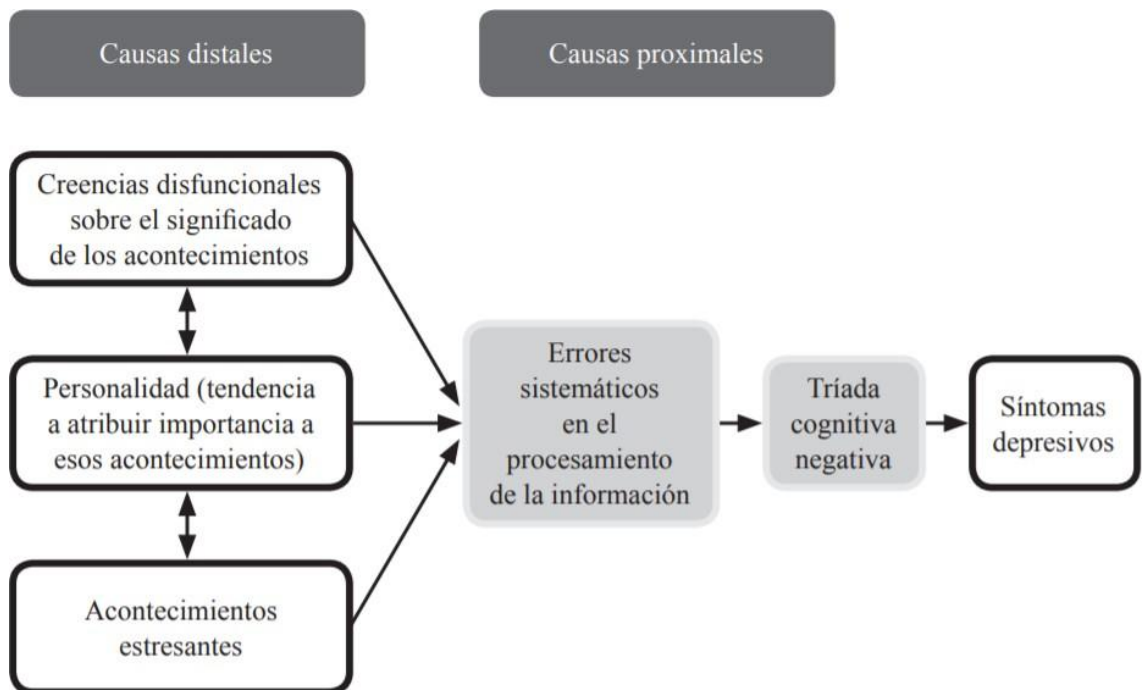 Causas distales
Causas proximales
Creencias disfuncionales
sobre el significado
de los acontecimientos
Personalidad (tendencia
a atribuir importancia a
esos acontecimientos)
Acontecimientos
estresantes
Errores
sistemáticos
en el
procesamiento
de la información
Tríada
cognitiva
negativa
Síntomas
depresivos